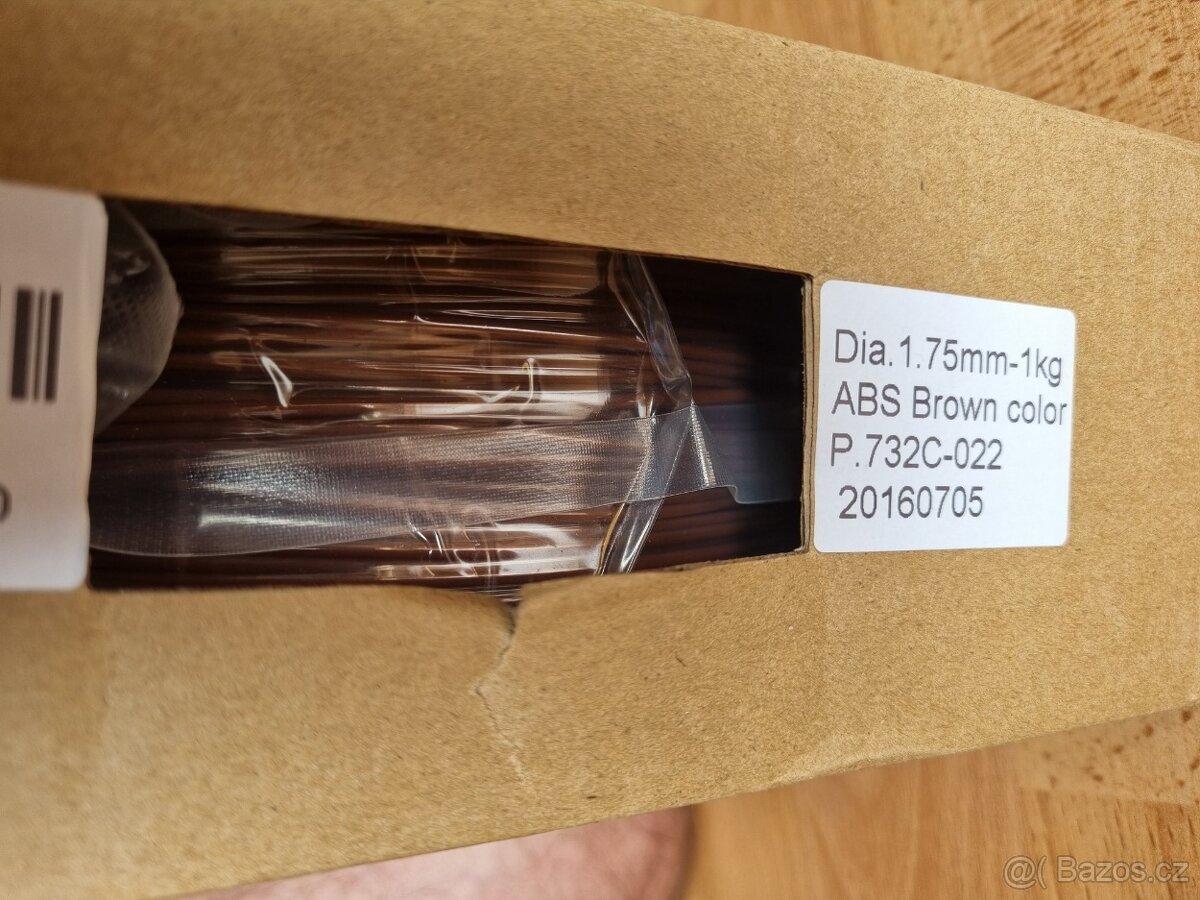 Dia.1.75mm-1kg
ABS Brown color
P.732C-022
20160705
@( Bazos.cz